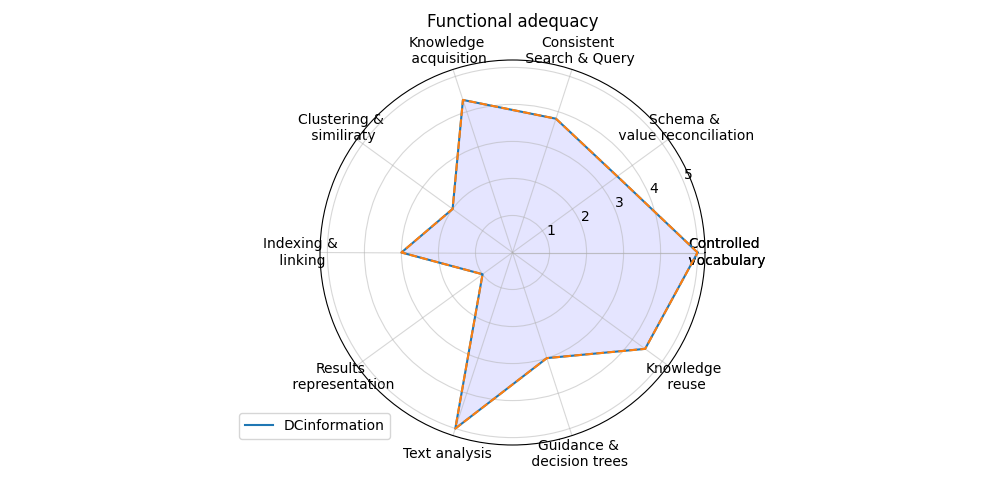 Functional adequacy
Knowledge
acquisition
Consistent
Search & Query
Clustering &
similiraty
Schema &
value reconciliation
5
4
3
2
1
Indexing &
linking
Controlled
vocabulary
Results
representation
Knowledge
reuse
DCinformation
Text analysis
Guidance &
decision trees